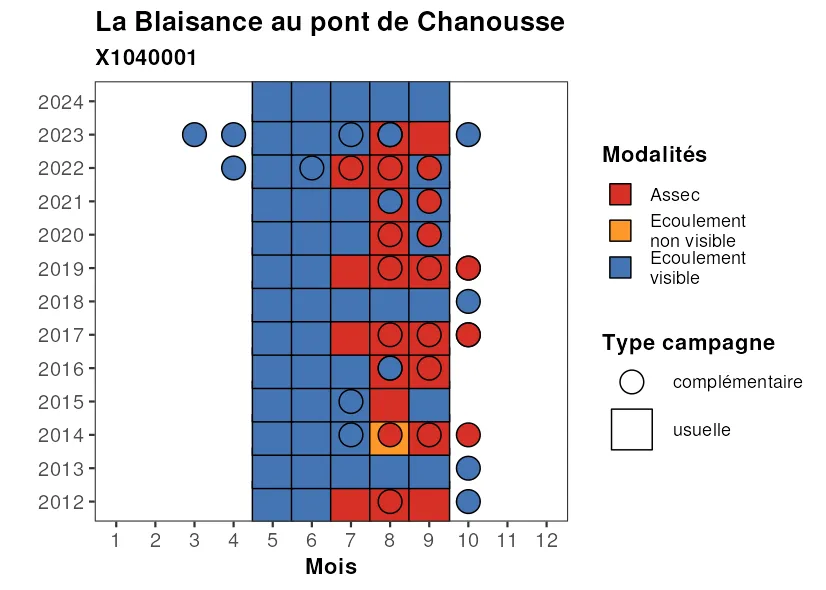 La Blaisance au pont de Chanousse
X1040001
2024
2023
2022
2021
2020
2019
2018
2017
2016
2015
2014
2013
2012
1 2 3 4 5 6 7 8 9 10 11 12
Mois
Modalités
Assec
Ecoulement
non visible
Ecoulement
visible
Type campagne
complémentaire
usuelle